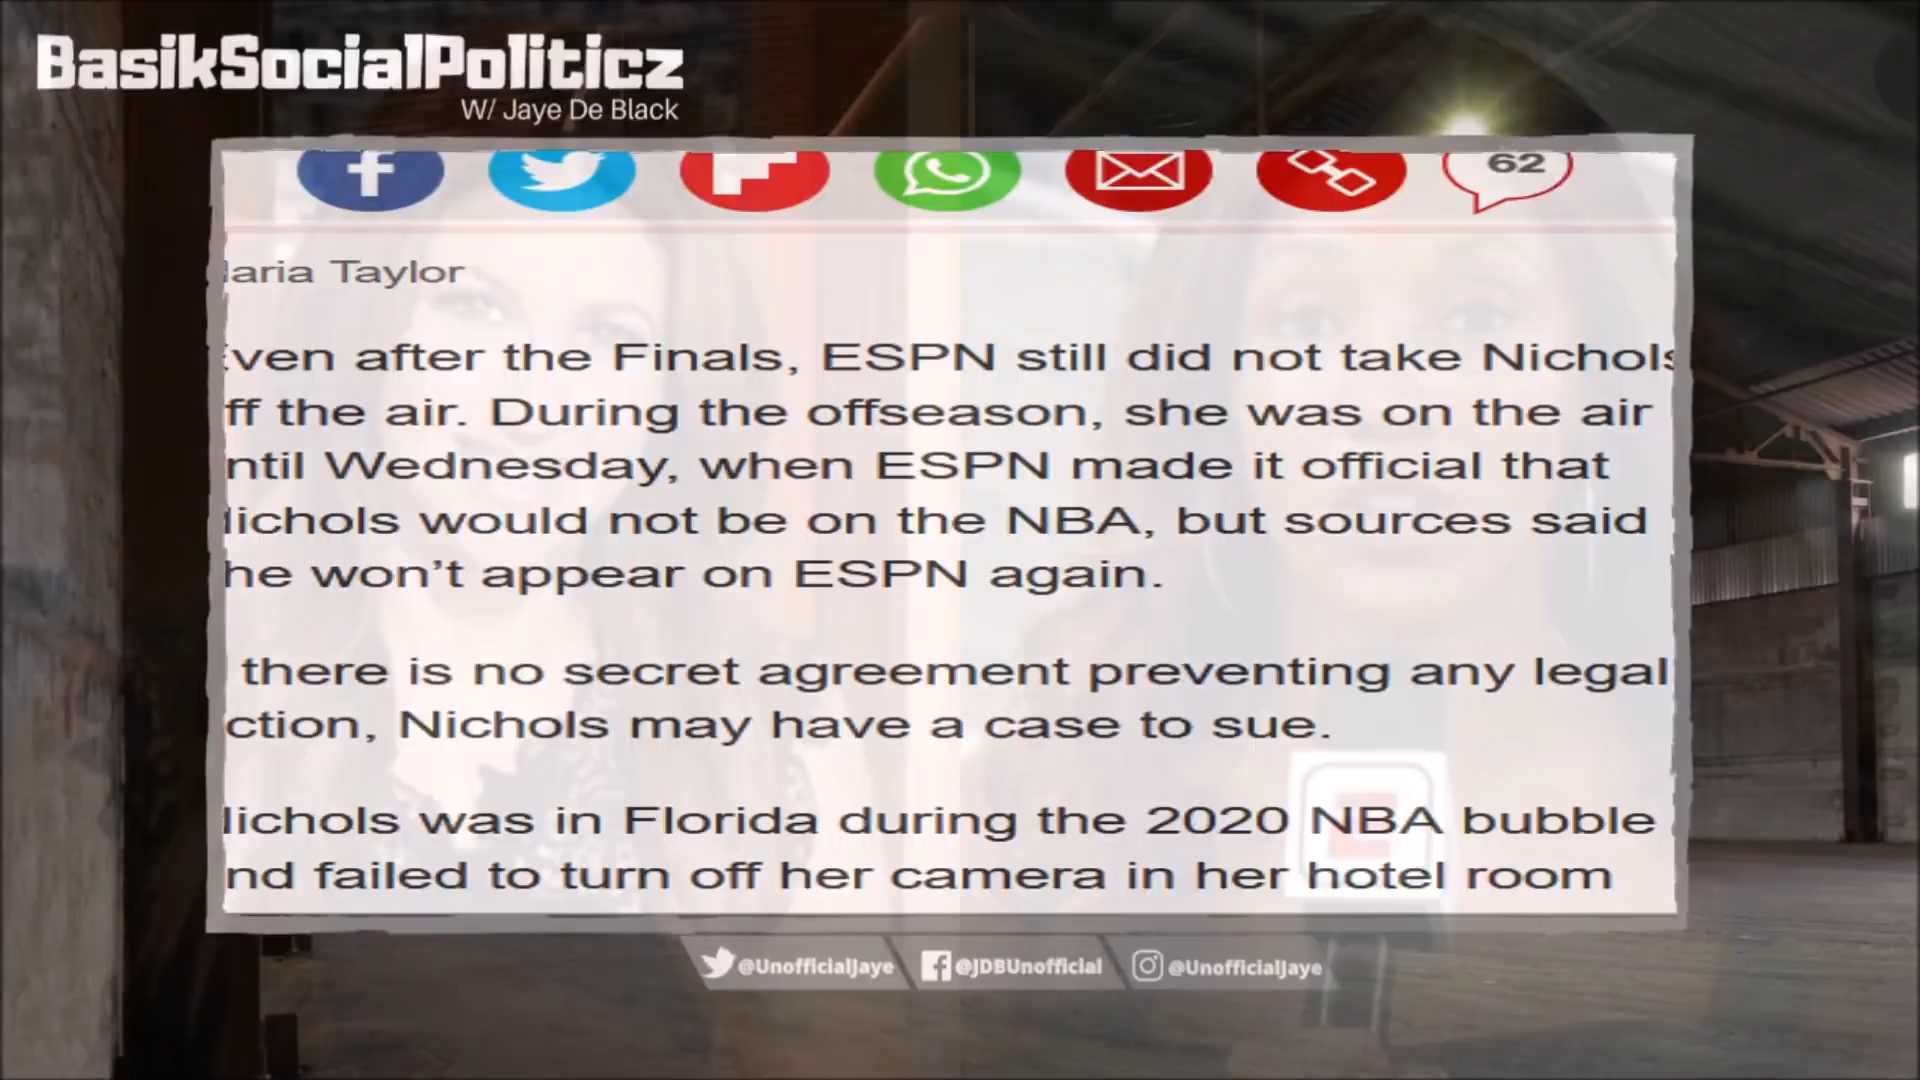 BasikSocialPoliticz
W/ Jaye De Black
62
aria Taylor
ven after the Finals, ESPN still did not take Nichols
ff the air. During the offseason, she was on the air
ntil Wednesday, when ESPN made it official that
ichols would not be on the NBA, but sources said
he won't appear on ESPN again.
there is no secret agreement preventing any legal
ction, Nichols may have a case to sue.
ichols was in Florida during the 2020 NBA bubble
nd failed to turn off her camera in her hotel room
@UnofficialJaye @JDBUnofficial @UnofficialJaye